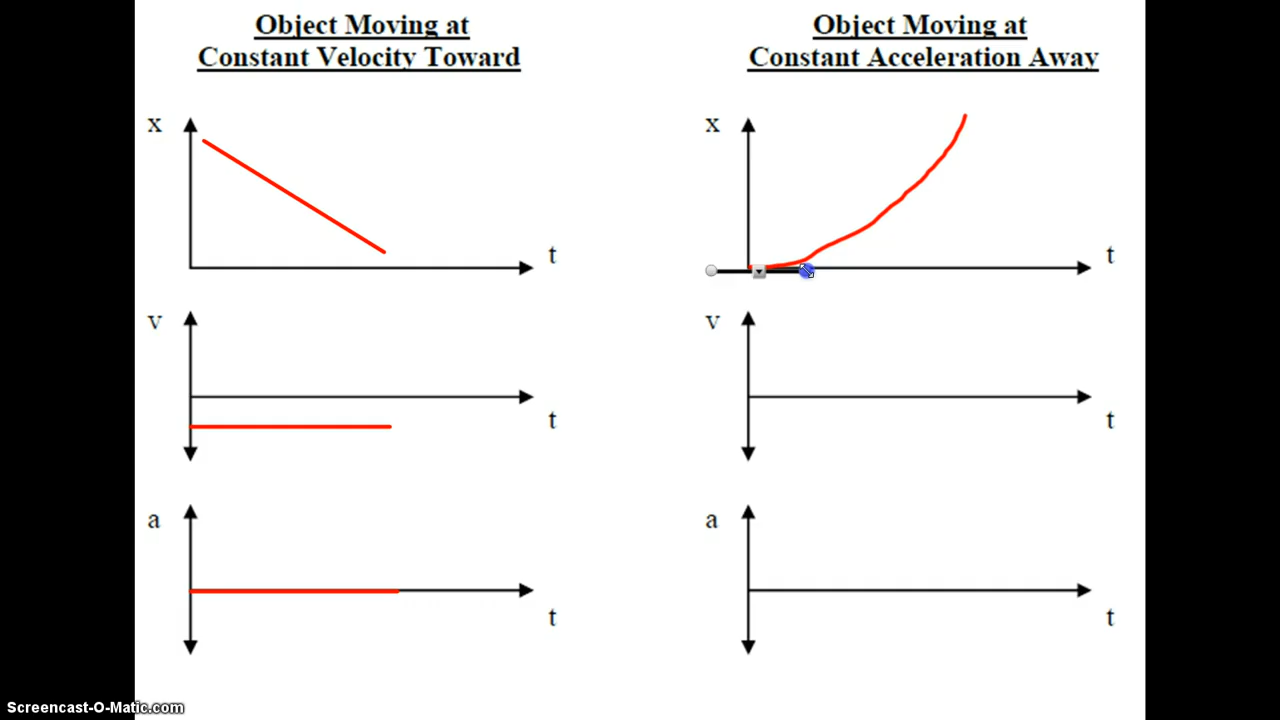 Object Moving at
Constant Velocity Toward
x
t
v
t
a
t
Object Moving at
Constant Acceleration Away
x
t
v
t
a
t
Screencast-O-Matic.com